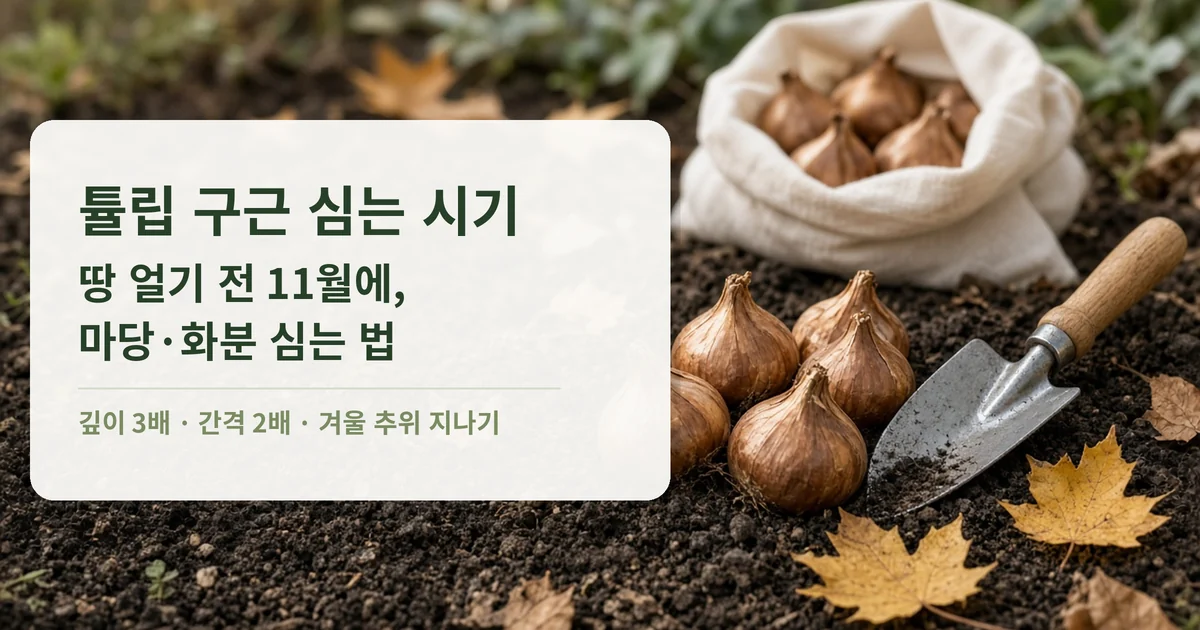 튤립 구근 심는 시기
땅 얼기 전 11월에,
마당·화분 심는 법
깊이 3배 · 간격 2배 · 겨울 추위 지나기